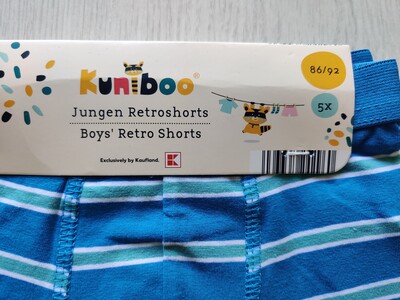 Kuniboo
86/92
5x
Jungen Retroshorts
Boys' Retro Shorts
Exclusively by Kaufland.